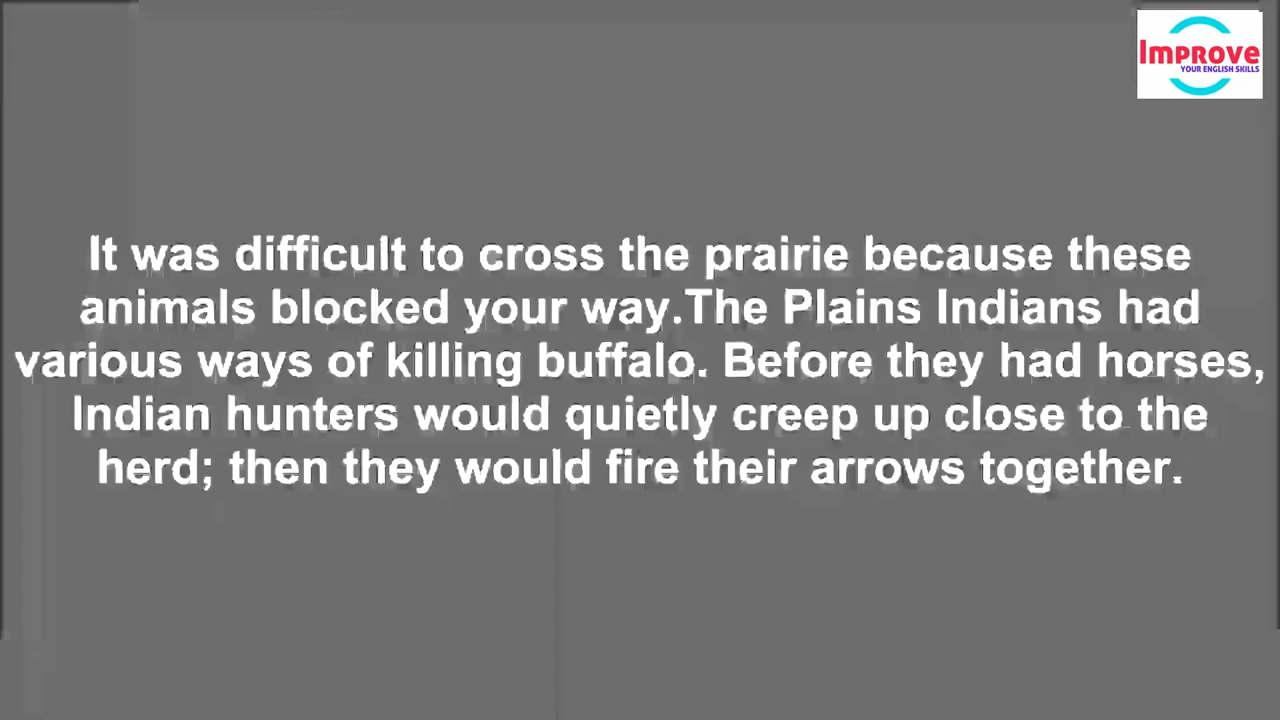 Improve
YOUR ENGLISH SKILLS
It was difficult to cross the prairie because these
animals blocked your way.The Plains Indians had
various ways of killing buffalo. Before they had horses,
Indian hunters would quietly creep up close to the
herd; then they would fire their arrows together.